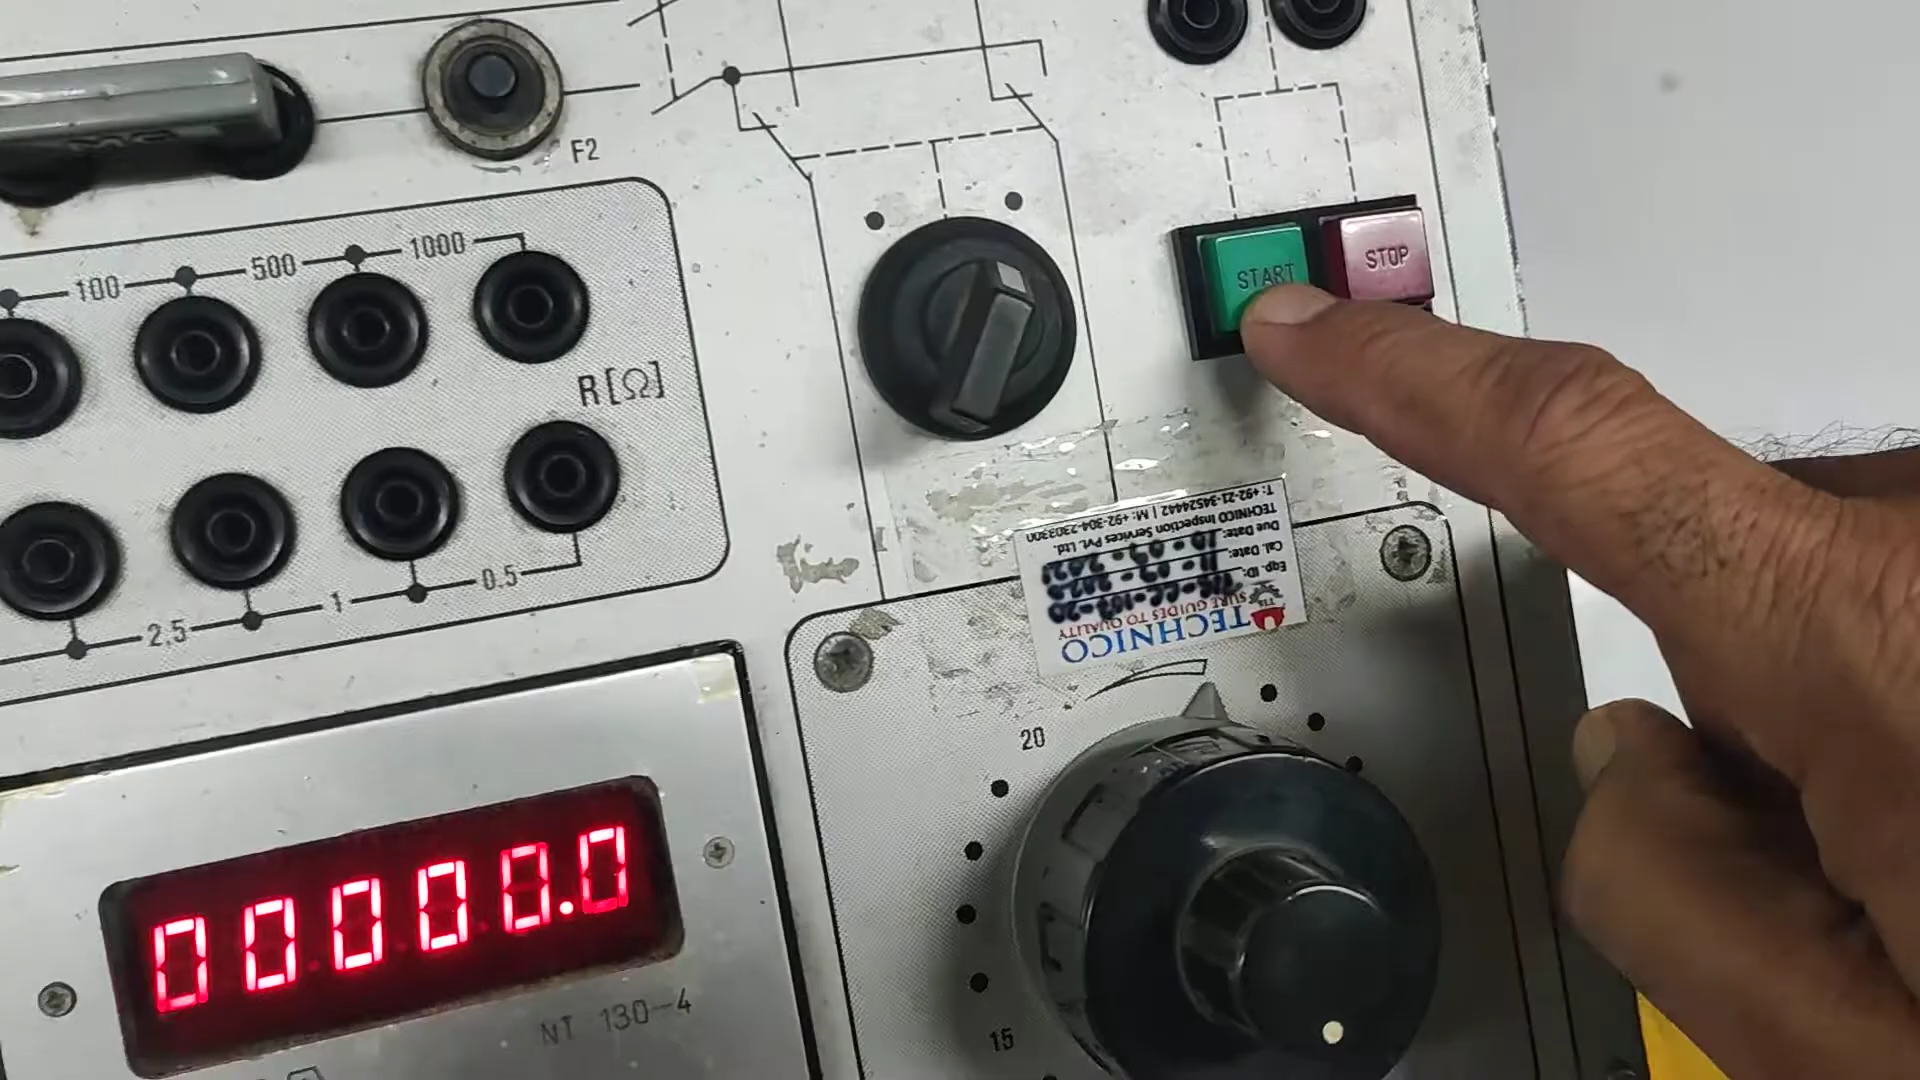 F2
100 500 1000
R[Ω]
2,5 1 0.5
START
STOP
TECHNICO
SURE GUIDES TO QUALITY
Eqp. ID:
Cal. Date:
Due Date:
TECHNICO Inspection Services Pvt. Ltd.
T: +92-21-34524442 | M: +92-304-2303300
20
15
00000.0
NT 130-4